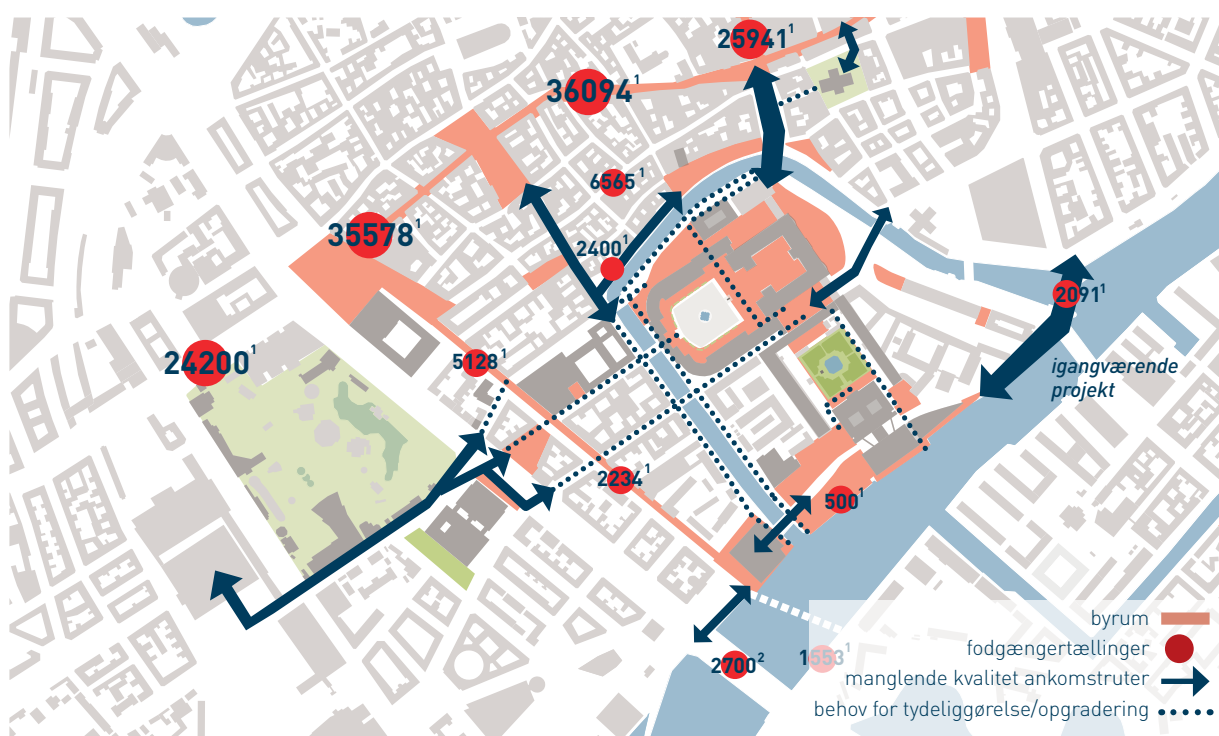 25941¹
36094¹
6565¹
35578¹
2400¹
2091¹
24200¹
5128¹
igangværende
projekt
2234¹
500¹
byrum
fodgængertællinger
2700²
1553¹
manglende kvalitet ankomstruter
behov for tydeliggørelse/opgradering